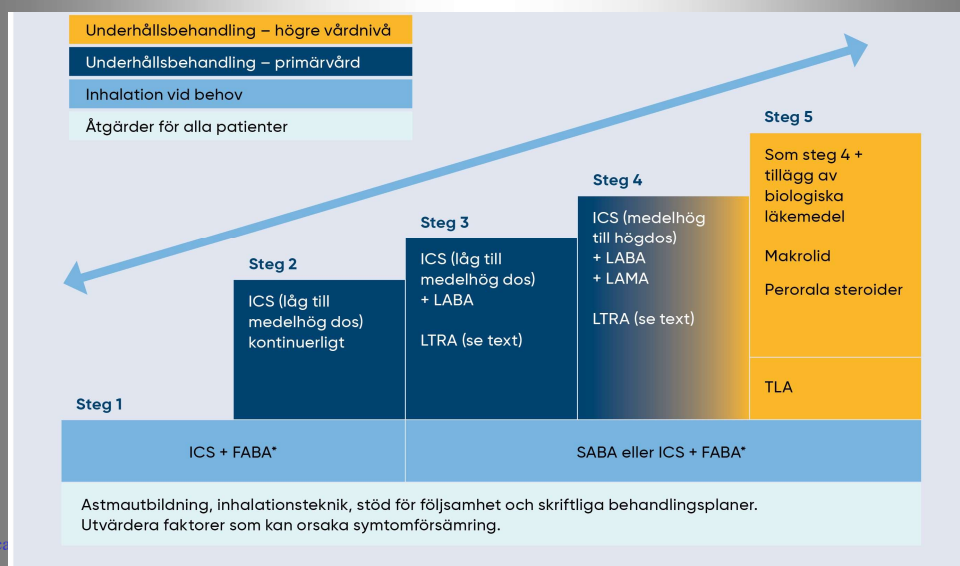 Underhållsbehandling – högre vårdnivå
Underhållsbehandling – primärvård
Inhalation vid behov
Åtgärder för alla patienter
Steg 1
Steg 2
ICS (låg till
medelhög dos)
kontinuerligt
Steg 3
ICS (låg till
medelhög dos)
+ LABA
LTRA (se text)
Steg 4
ICS (medelhög
till högdos)
+ LABA
+ LAMA
LTRA (se text)
Steg 5
Som steg 4 +
tillägg av
biologiska
läkemedel
Makrolid
Perorala steroider
TLA
ICS + FABA*
SABA eller ICS + FABA*
Astmautbildning, inhalationsteknik, stöd för följsamhet och skriftliga behandlingsplaner.
Utvärdera faktorer som kan orsaka symtomförsämring.